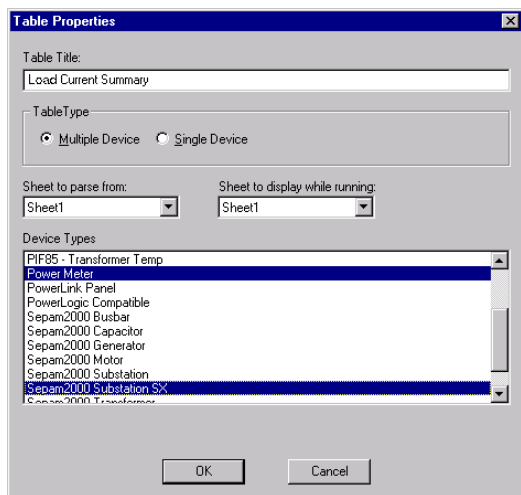 Table Properties
Table Title:
Load Current Summary
TableType
Multiple Device Single Device
Sheet to parse from: Sheet to display while running:
Sheet1 Sheet1
Device Types
PIF85 - Transformer Temp
Power Meter
PowerLink Panel
PowerLogic Compatible
Sepam2000 Busbar
Sepam2000 Capacitor
Sepam2000 Generator
Sepam2000 Motor
Sepam2000 Substation
Sepam2000 Substation SX
Sepam2000 Transformer
OK Cancel